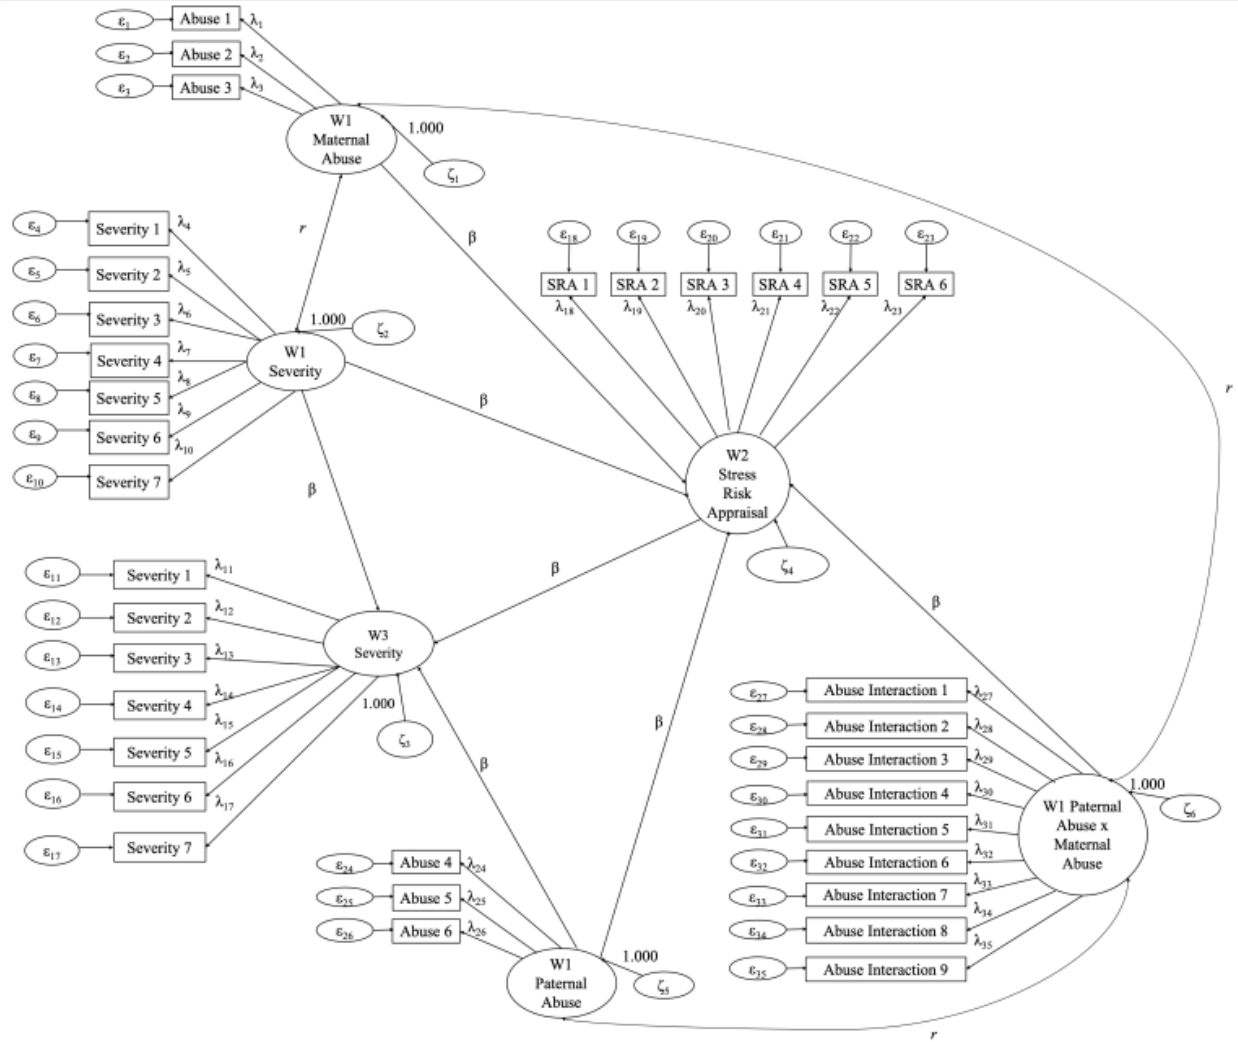 ε1 Abuse 1 λ1
ε2 Abuse 2 λ2
ε3 Abuse 3 λ3
W1
Maternal
Abuse
1.000
ζ1
r
β
ε4 Severity 1 λ4
ε5 Severity 2 λ5
ε6 Severity 3 λ6
ε7 Severity 4 λ7
ε8 Severity 5 λ8
ε9 Severity 6 λ9
ε10 Severity 7 λ10
W1
Severity
1.000
ζ2
β
β
ε18 ε19 ε20 ε21 ε22 ε23
SRA 1 SRA 2 SRA 3 SRA 4 SRA 5 SRA 6
λ18 λ19 λ20 λ21 λ22 λ23
r
W2
Stress
Risk
Appraisal
ζ4
β
β
ε11 Severity 1 λ11
ε12 Severity 2 λ12
ε13 Severity 3 λ13
ε14 Severity 4 λ14
ε15 Severity 5 λ15
ε16 Severity 6 λ16
ε17 Severity 7 λ17
W3
Severity
1.000
ζ3
β
β
ε24 Abuse 4 λ24
ε25 Abuse 5 λ25
ε26 Abuse 6 λ26
W1
Paternal
Abuse
1.000
ζ5
ε27 Abuse Interaction 1 λ27
ε28 Abuse Interaction 2 λ28
ε29 Abuse Interaction 3 λ29
ε30 Abuse Interaction 4 λ30
ε31 Abuse Interaction 5 λ31
ε32 Abuse Interaction 6 λ32
ε33 Abuse Interaction 7 λ33
ε34 Abuse Interaction 8 λ34
ε35 Abuse Interaction 9 λ35
W1 Paternal
Abuse x
Maternal
Abuse
1.000
ζ6
r